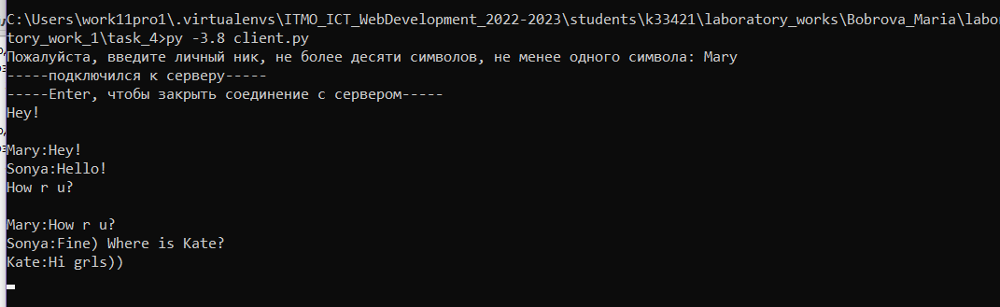 C:\Users\work11pro1\.virtualenvs\ITMO_ICT_WebDevelopment_2022-2023\students\k33421\laboratory_works\Bobrova_Maria\labora
tory_work_1\task_4>py -3.8 client.py
Пожалуйста, введите личный ник, не более десяти символов, не менее одного символа: Mary
-----подключился к серверу-----
-----Enter, чтобы закрыть соединение с сервером-----
Hey!
Mary:Hey!
Sonya:Hello!
How r u?
Mary:How r u?
Sonya:Fine) Where is Kate?
Kate:Hi grls))